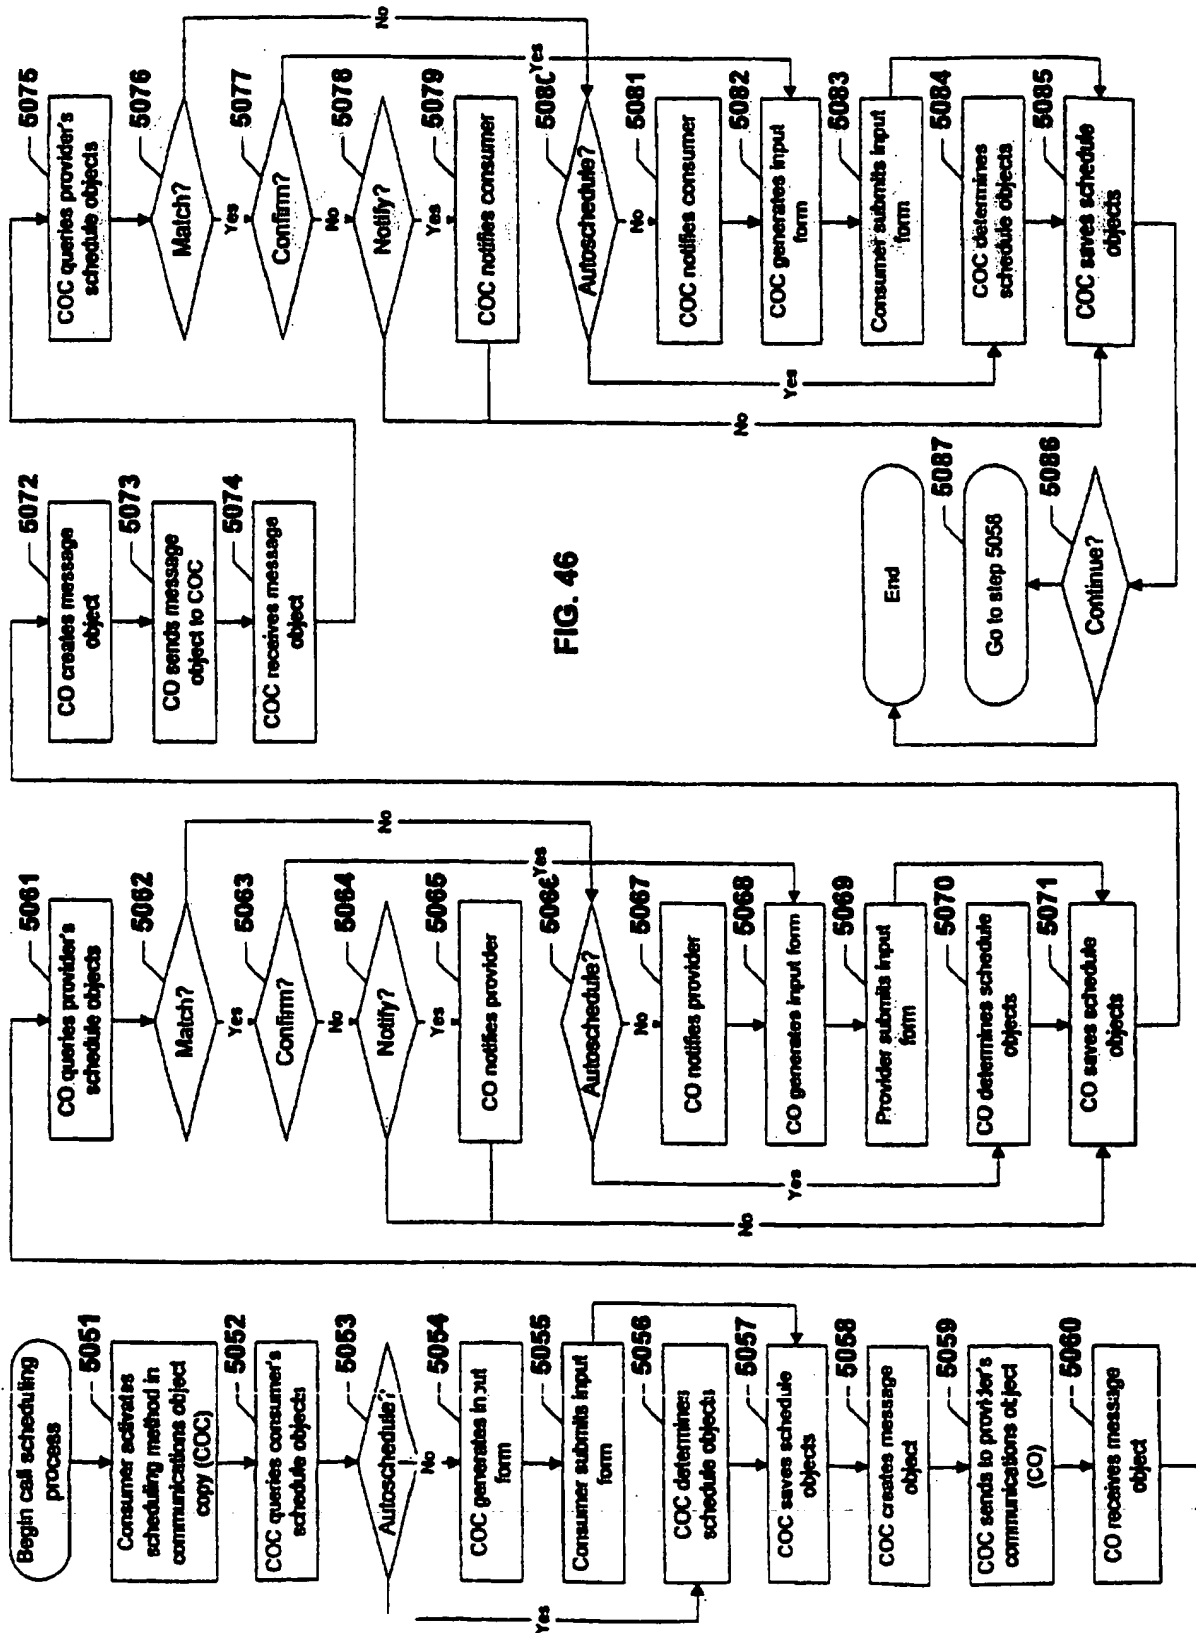 Begin call scheduling
process
5051
Consumer activates
scheduling method in
communications object
copy (COC)
5052
COC queries consumer's
schedule objects
5053
Autoschedule?
No
Yes
5054
COC generates input
form
5055
Consumer submits input
form
5056
COC determines
schedule objects
5057
COC saves schedule
objects
5058
COC creates message
object
5059
COC sends to provider's
communications object
(CO)
5060
CO receives message
object
5061
CO queries provider's
schedule objects
5062
Match?
Yes
No
5063
Confirm?
No
Yes
5064
Notify?
Yes
No
5065
CO notifies provider
5066
Autoschedule?
No
Yes
5067
CO notifies provider
5068
CO generates input form
5069
Provider submits input
form
5070
CO determines schedule
objects
5071
CO saves schedule
objects
5072
CO creates message
object
5073
CO sends message
object to COC
5074
COC receives message
object
FIG. 46
5075
COC queries provider's
schedule objects
5076
Match?
Yes
No
5077
Confirm?
No
Yes
5078
Notify?
Yes
No
5079
COC notifies consumer
5080
Autoschedule?
No
Yes
5081
COC notifies consumer
5082
COC generates input
form
5083
Consumer submits input
form
5084
COC determines
schedule objects
5085
COC saves schedule
objects
5086
Continue?
5087
Go to step 5058
End